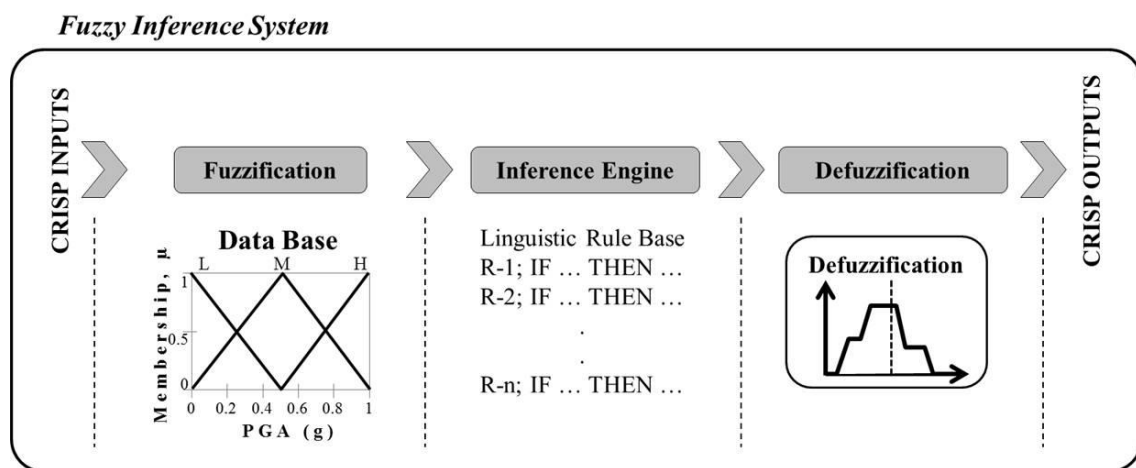 Fuzzy Inference System
CRISP INPUTS
Fuzzification
Data Base
L M H
Membership, μ
1
0.5
0
0 0.2 0.4 0.6 0.8 1
PGA (g)
Inference Engine
Linguistic Rule Base
R-1; IF … THEN …
R-2; IF … THEN …
.
.
R-n; IF … THEN …
Defuzzification
Defuzzification
CRISP OUTPUTS